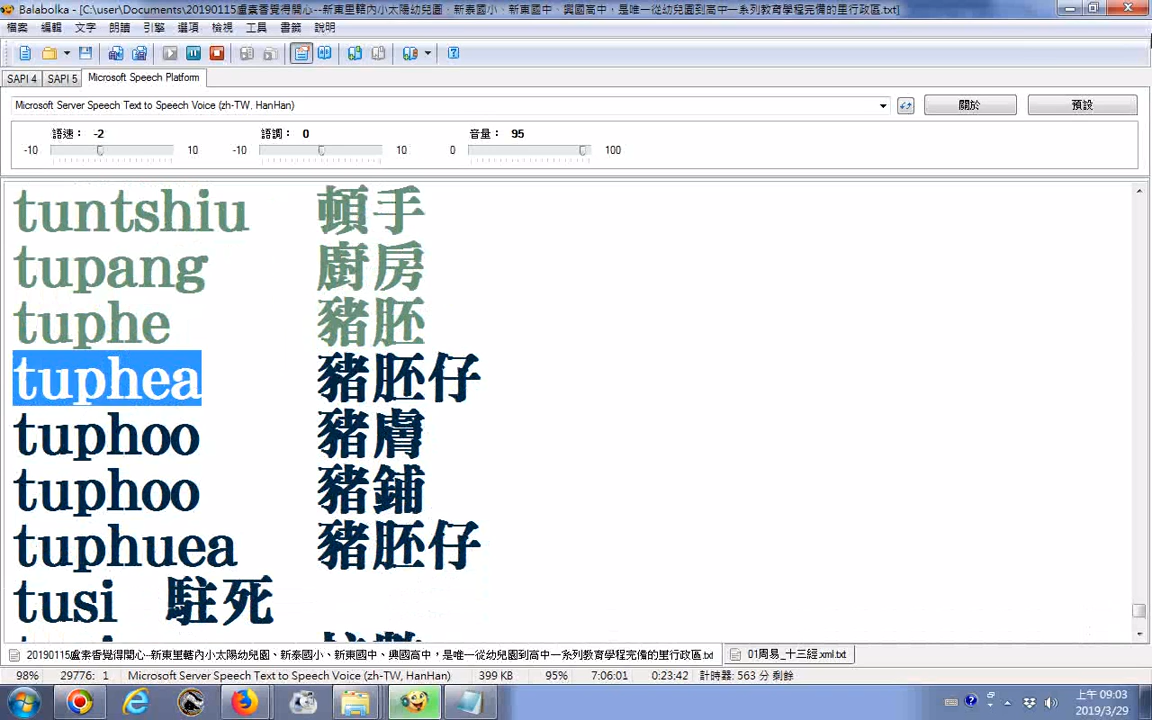 Balabolka - [C:\user\Documents\20190115盧素香覺得開心--新東里轄內小太陽幼兒園、新泰國小、新東國中、興國高中，是唯一從幼兒園到高中一系列教育學程完備的里行政區.txt]
檔案 編輯 文字 朗讀 引擎 選項 檢視 工具 書籤 說明
SAPI 4 SAPI 5 Microsoft Speech Platform
Microsoft Server Speech Text to Speech Voice (zh-TW, HanHan) 關於 預設
語速： -2 語調： 0 音量： 95
-10 10 -10 10 0 100
tuntshiu 頓手
tupang 廚房
tuphe 豬胚
tuphea 豬胚仔
tuphoo 豬膚
tuphoo 豬鋪
tuphuea 豬胚仔
tusi 駐死
20190115盧素香覺得開心--新東里轄內小太陽幼兒園、新泰國小、新東國中、興國高中，是唯一從幼兒園到高中一系列教育學程完備的里行政區.txt 01周易_十三經.xml.txt
98% 29776: 1 Microsoft Server Speech Text to Speech Voice (zh-TW, HanHan) 399 KB 95% 7:06:01 0:23:42 計時器: 563 分 剩餘
上午 09:03
2019/3/29